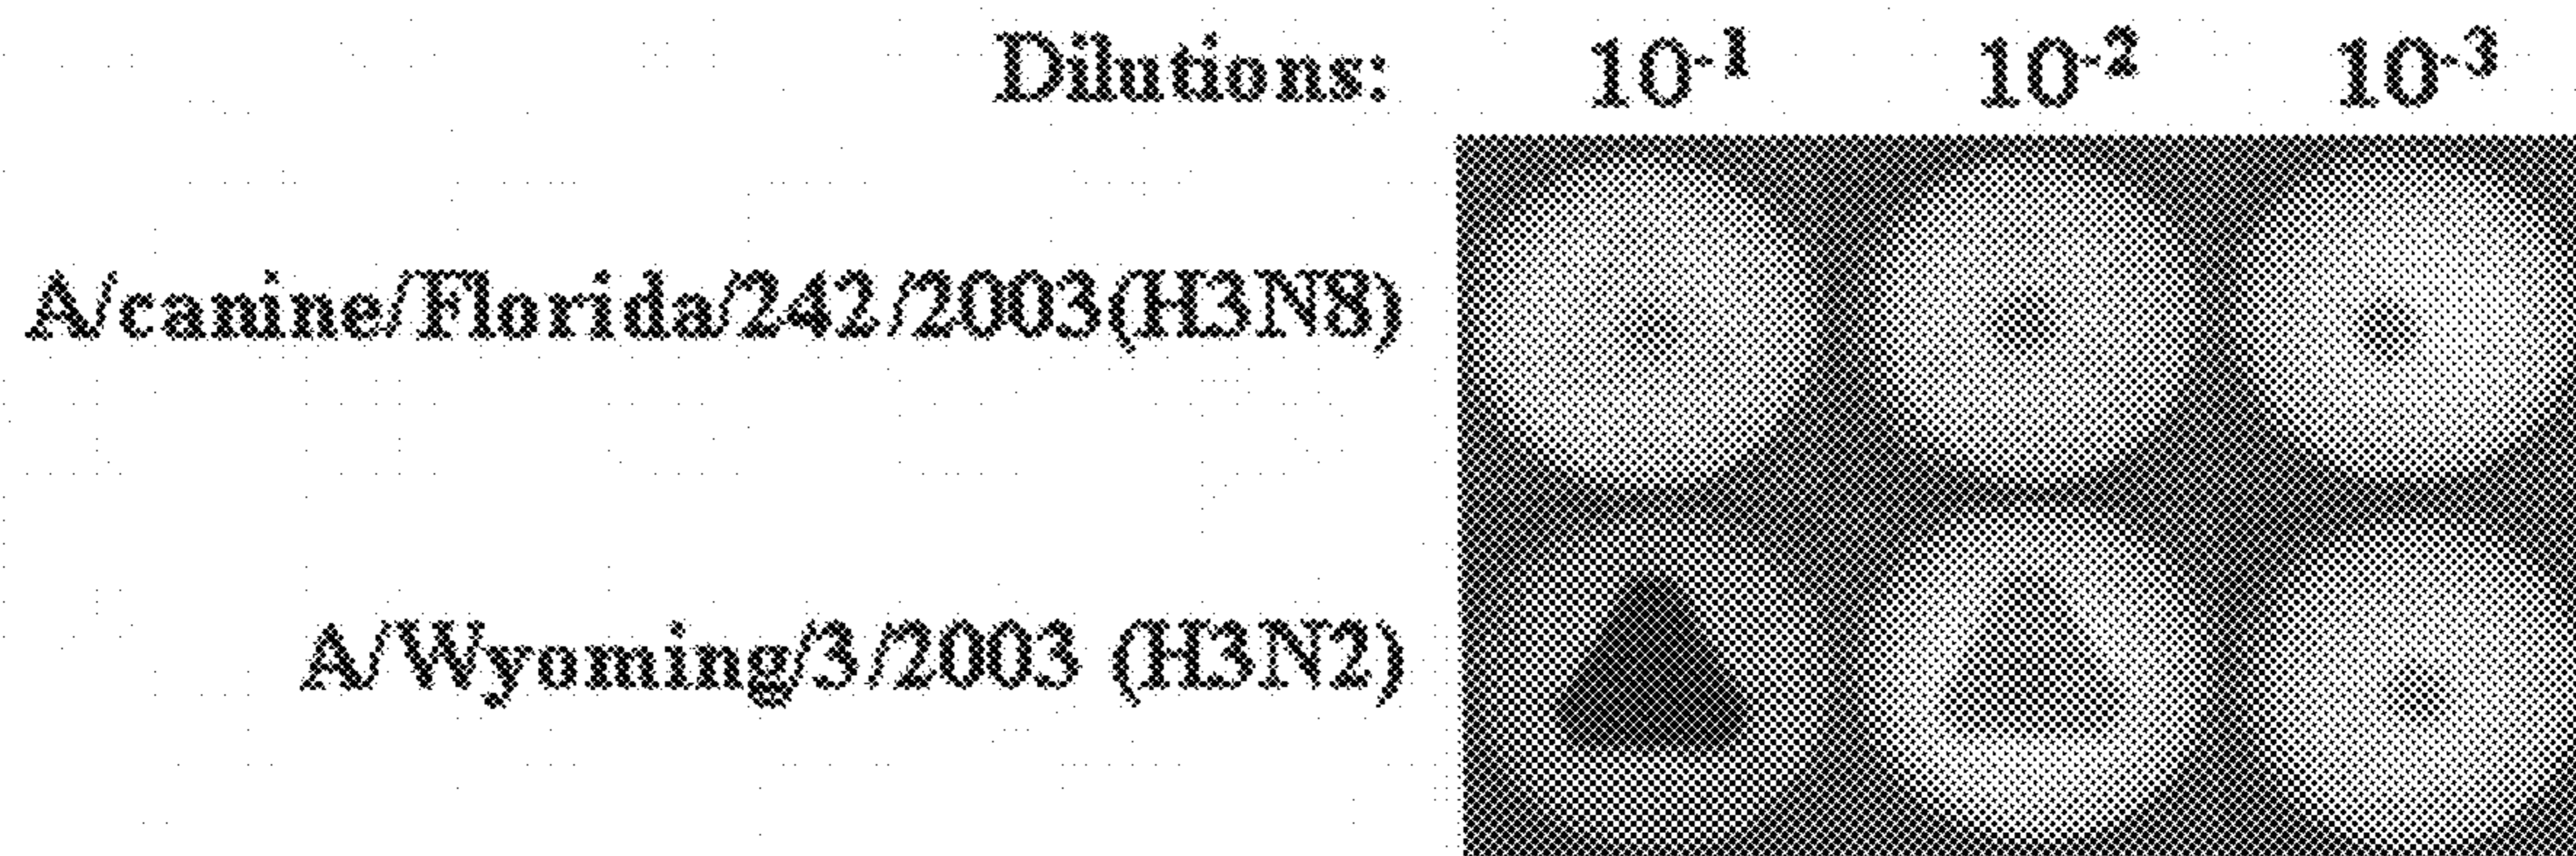 Dilutions: 10-1 10-2 10-3
A/canine/Florida/242/2003(H3N8)
A/Wyoming/3/2003 (H3N2)